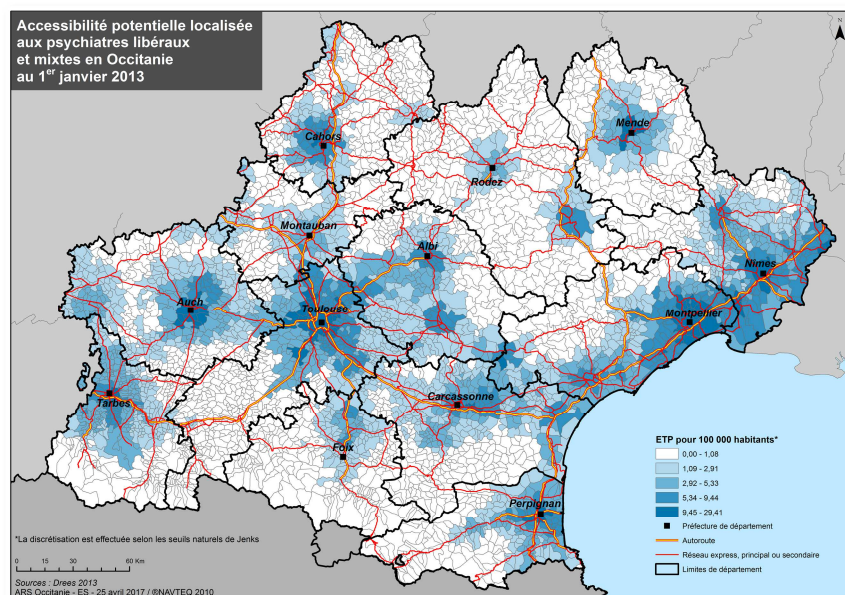 Accessibilité potentielle localisée
aux psychiatres libéraux
et mixtes en Occitanie
au 1er janvier 2013
N
Mende
Cahors
Rodez
Montauban
Albi
Nîmes
Auch
Toulouse
Montpellier
Tarbes
Carcassonne
Foix
Perpignan
ETP pour 100 000 habitants*
0,00 - 1,08
1,09 - 2,91
2,92 - 5,33
5,34 - 9,44
9,45 - 29,41
Préfecture de département
Autoroute
Réseau express, principal ou secondaire
Limites de département
*La discrétisation est effectuée selon les seuils naturels de Jenks
0 15 30 60 Km
Sources : Drees 2013
ARS Occitanie - ES - 25 avril 2017 / ©NAVTEQ 2010